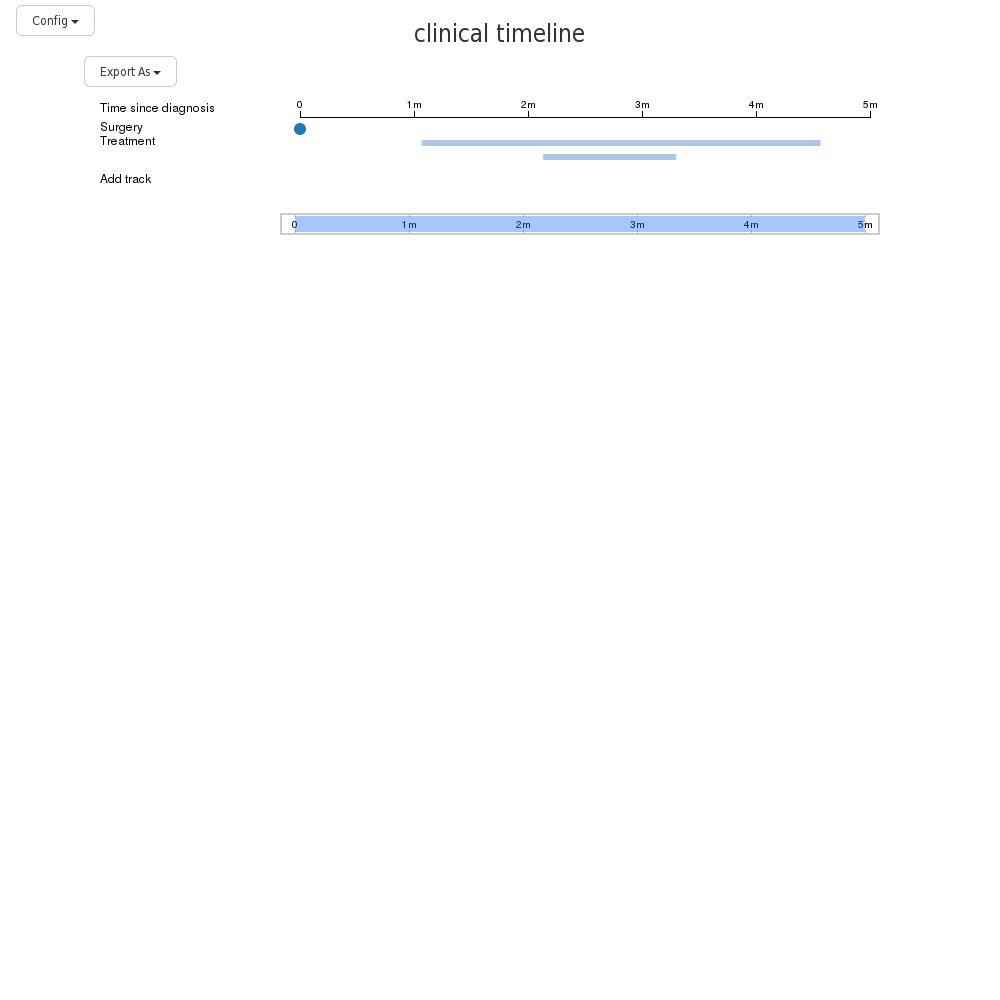 Config
clinical timeline
Export As
Time since diagnosis
0 1m 2m 3m 4m 5m
Surgery
Treatment
Add track
0 1m 2m 3m 4m 5m